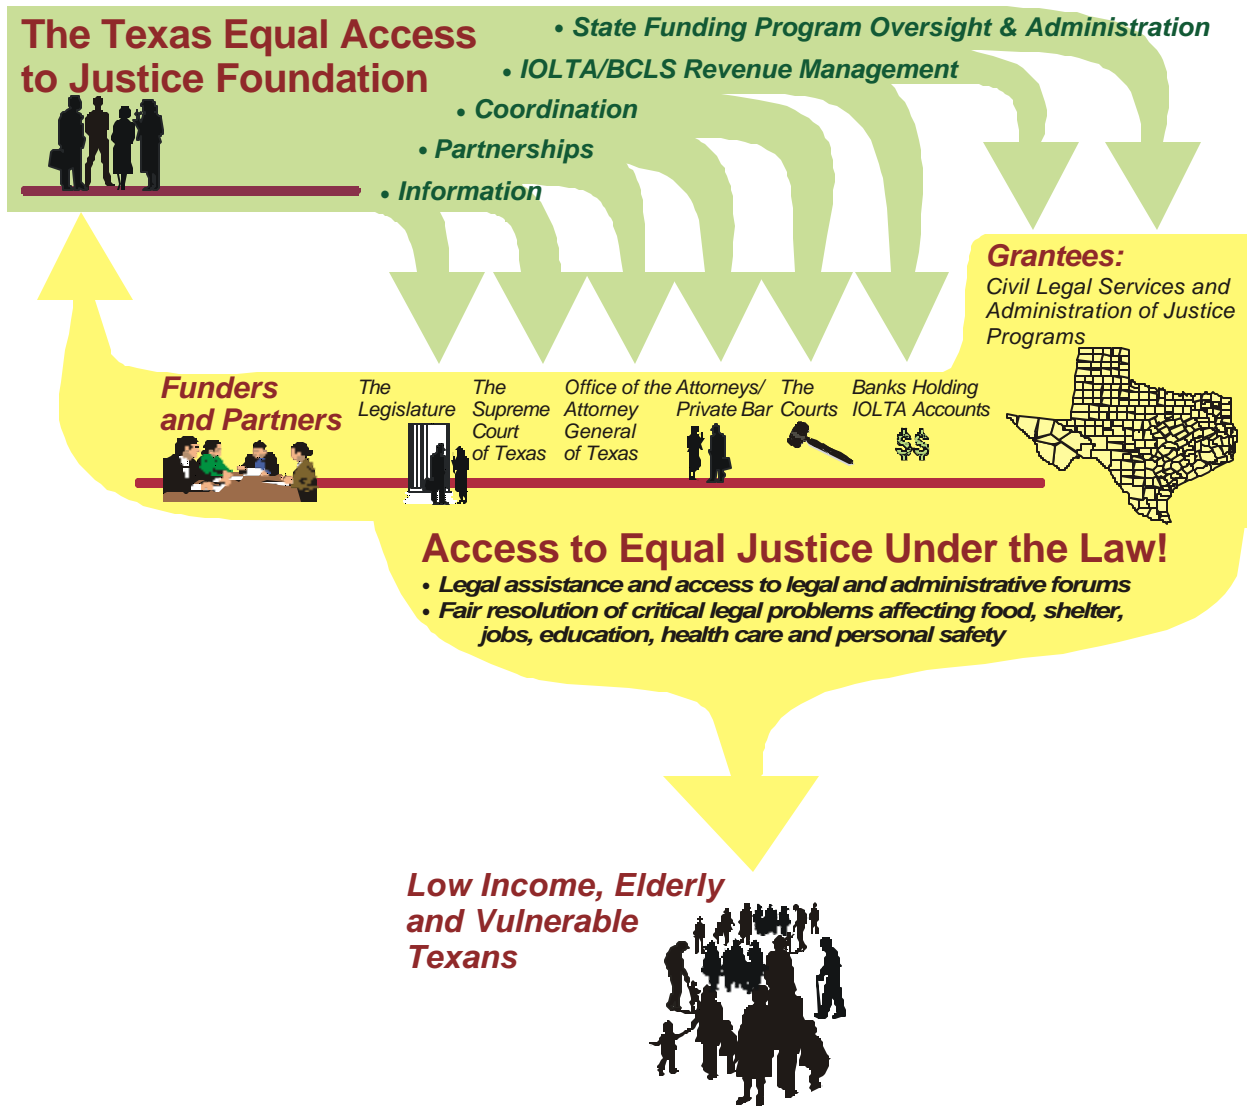 The Texas Equal Access
to Justice Foundation
• State Funding Program Oversight & Administration
• IOLTA/BCLS Revenue Management
• Coordination
• Partnerships
• Information
Grantees:
Civil Legal Services and
Administration of Justice
Programs
Funders
and Partners
The
Legislature
The
Supreme
Court
of Texas
Office of the
Attorney
General
of Texas
Attorneys/
Private Bar
The
Courts
Banks Holding
IOLTA Accounts
$$
Access to Equal Justice Under the Law!
• Legal assistance and access to legal and administrative forums
• Fair resolution of critical legal problems affecting food, shelter,
jobs, education, health care and personal safety
Low Income, Elderly
and Vulnerable
Texans